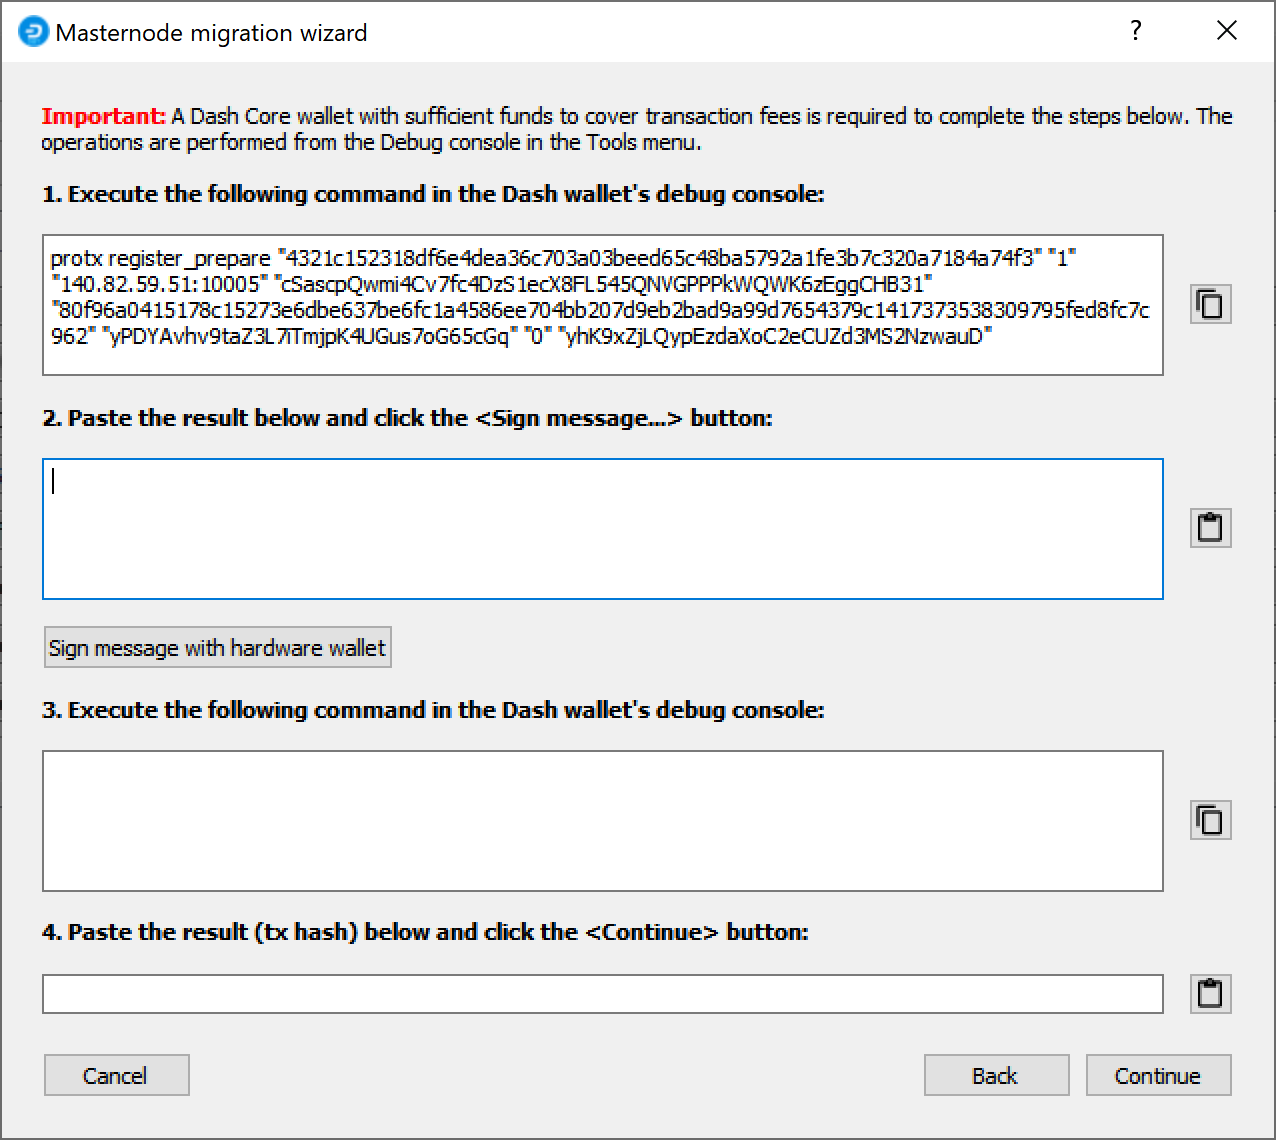 Masternode migration wizard
?
Important: A Dash Core wallet with sufficient funds to cover transaction fees is required to complete the steps below. The
operations are performed from the Debug console in the Tools menu.
1. Execute the following command in the Dash wallet's debug console:
protx register_prepare "4321c152318df6e4dea36c703a03beed65c48ba5792a1fe3b7c320a7184a74f3" "1"
"140.82.59.51:10005" "cSascpQwmi4Cv7fc4DzS1ecX8FL545QNVGPPPkWQWK6zEggCHB31"
"80f96a0415178c15273e6dbe637be6fc1a4586ee704bb207d9eb2bad9a99d7654379c1417373538309795fed8fc7c
962" "yPDYAvhv9taZ3L7iTmjpK4UGus7oG65cGq" "0" "yhK9xZjLQypEzdaXoC2eCUZd3MS2NzwauD"
2. Paste the result below and click the <Sign message...> button:
Sign message with hardware wallet
3. Execute the following command in the Dash wallet's debug console:
4. Paste the result (tx hash) below and click the <Continue> button:
Cancel
Back
Continue